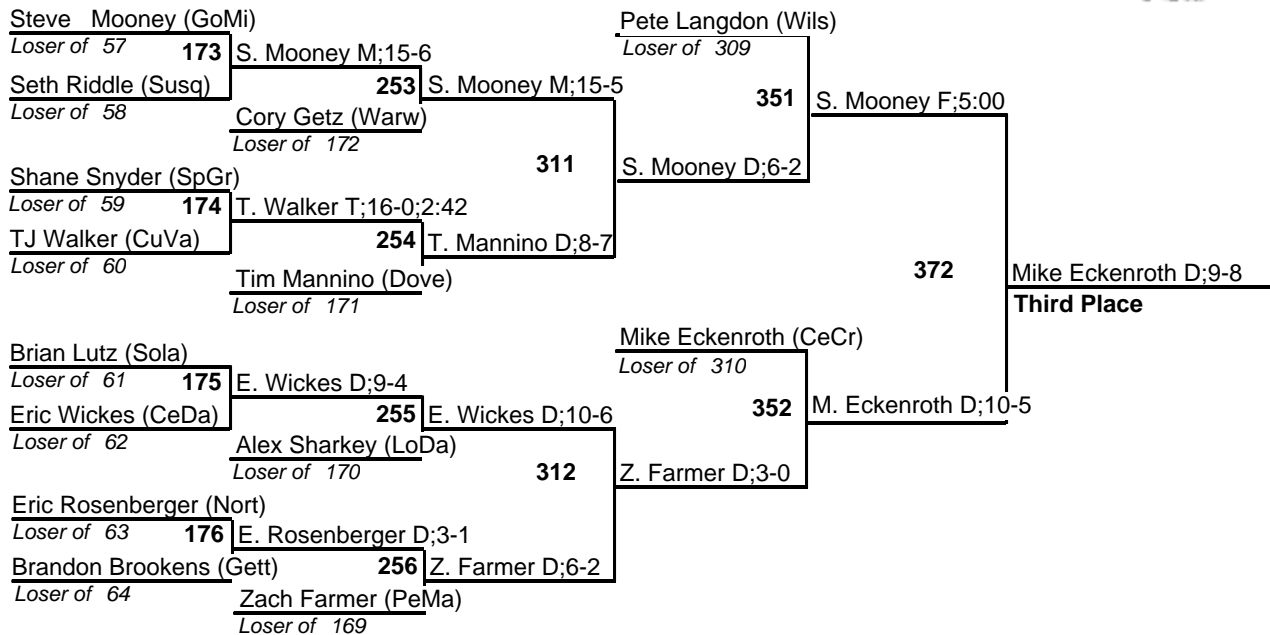 Steve Mooney (GoMi)
Loser of 57
173
S. Mooney M;15-6
Seth Riddle (Susq)
Loser of 58
253
S. Mooney M;15-5
Cory Getz (Warw)
Loser of 172
Shane Snyder (SpGr)
Loser of 59
174
T. Walker T;16-0;2:42
TJ Walker (CuVa)
Loser of 60
254
T. Mannino D;8-7
Tim Mannino (Dove)
Loser of 171
311
Pete Langdon (Wils)
Loser of 309
351
S. Mooney F;5:00
S. Mooney D;6-2
372
Mike Eckenroth D;9-8
Third Place
Brian Lutz (Sola)
Loser of 61
175
E. Wickes D;9-4
Eric Wickes (CeDa)
Loser of 62
255
E. Wickes D;10-6
Alex Sharkey (LoDa)
Loser of 170
312
Mike Eckenroth (CeCr)
Loser of 310
352
M. Eckenroth D;10-5
Z. Farmer D;3-0
Eric Rosenberger (Nort)
Loser of 63
176
E. Rosenberger D;3-1
Brandon Brookens (Gett)
Loser of 64
256
Z. Farmer D;6-2
Zach Farmer (PeMa)
Loser of 169